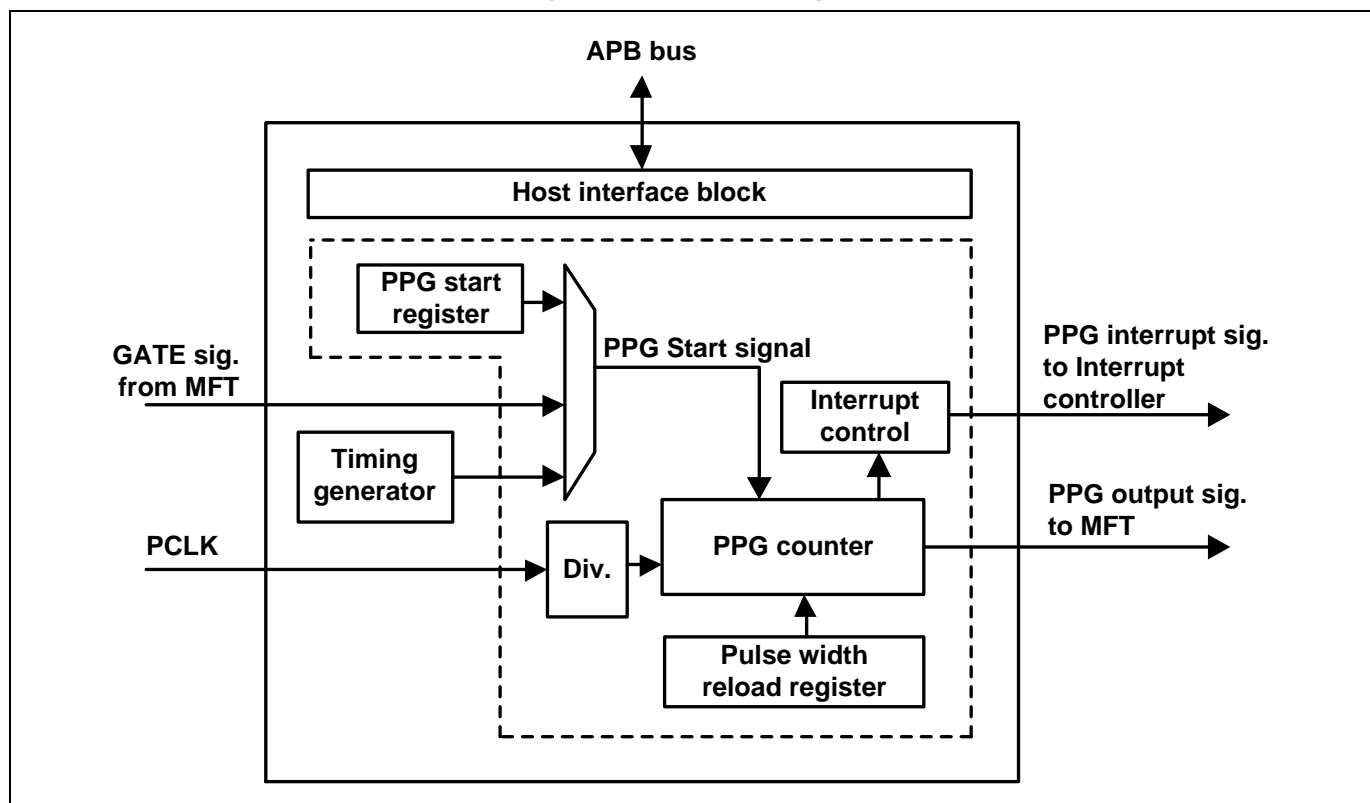 APB bus
Host interface block
PPG start
register
PPG Start signal
GATE sig.
from MFT
PPG interrupt sig.
to Interrupt
controller
Interrupt
control
Timing
generator
PPG output sig.
to MFT
PCLK
Div.
PPG counter
Pulse width
reload register